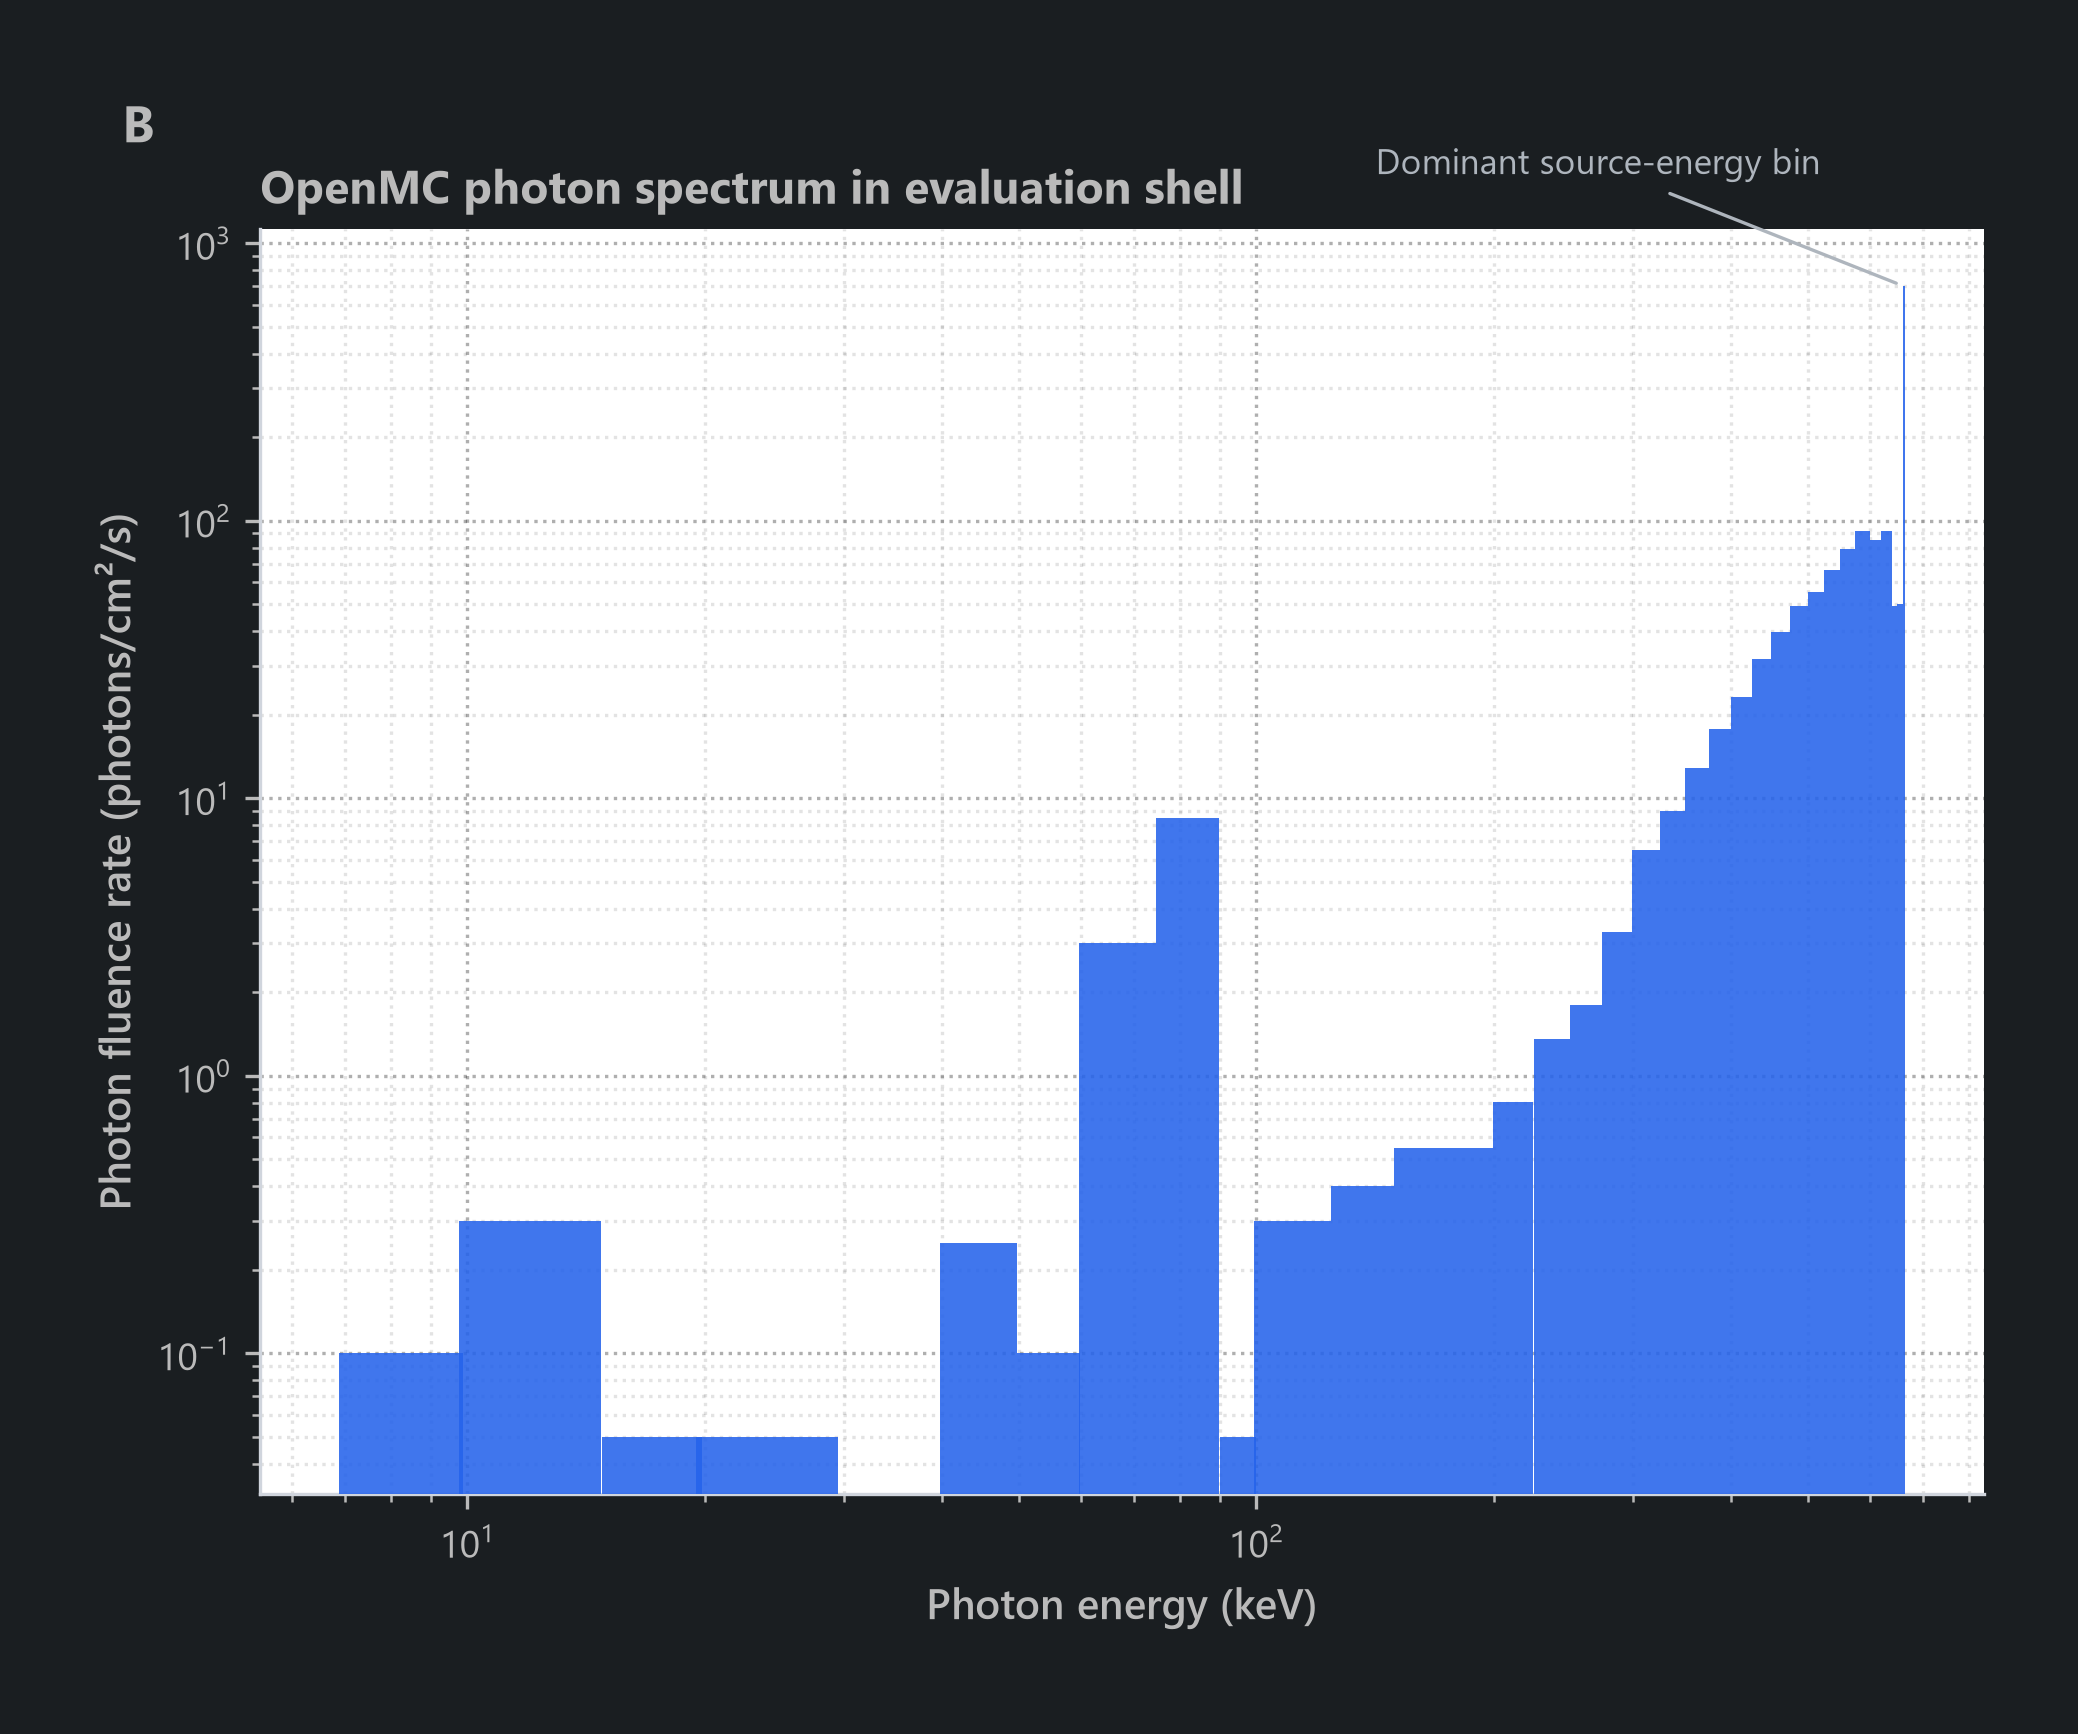 B
Dominant source-energy bin
OpenMC photon spectrum in evaluation shell
10³
10²
10¹
10⁰
10⁻¹
Photon fluence rate (photons/cm²/s)
10¹
10²
Photon energy (keV)